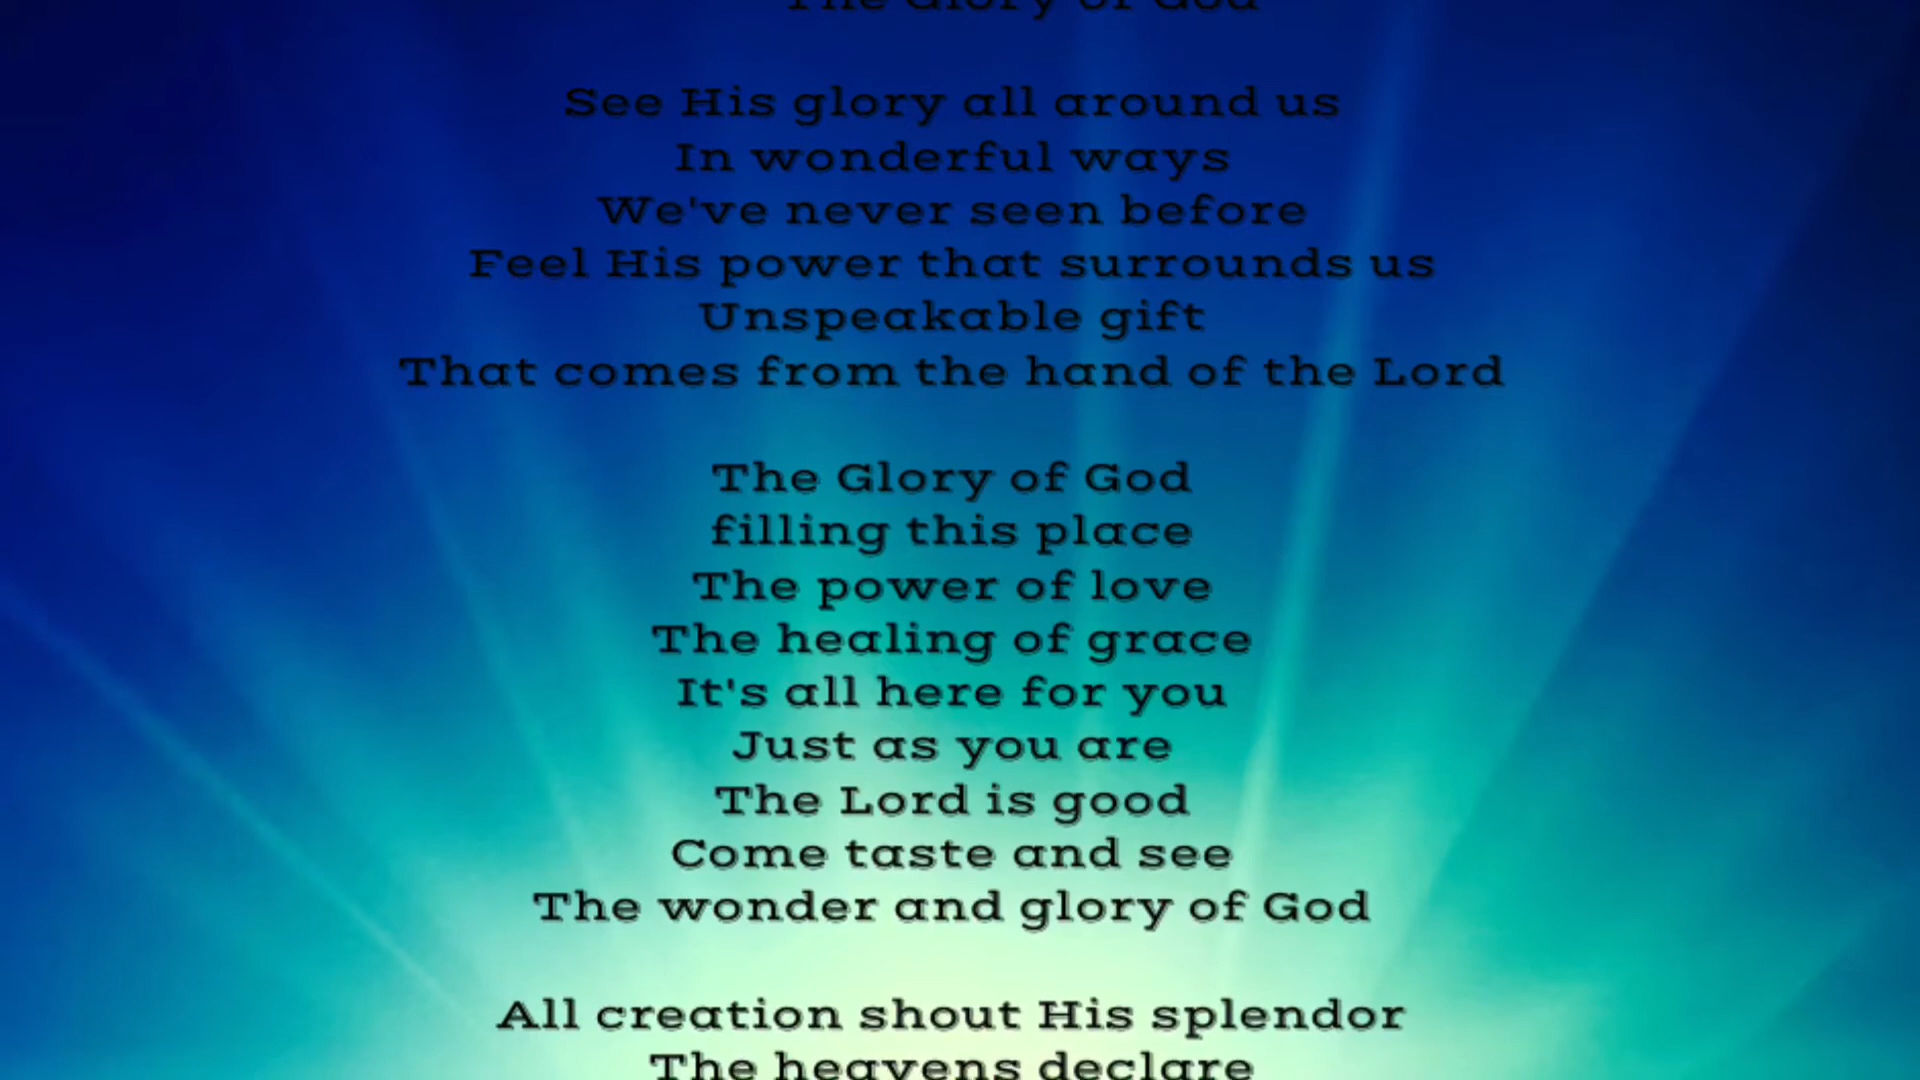 The Glory of God
See His glory all around us
In wonderful ways
We've never seen before
Feel His power that surrounds us
Unspeakable gift
That comes from the hand of the Lord
The Glory of God
filling this place
The power of love
The healing of grace
It's all here for you
Just as you are
The Lord is good
Come taste and see
The wonder and glory of God
All creation shout His splendor
The heavens declare